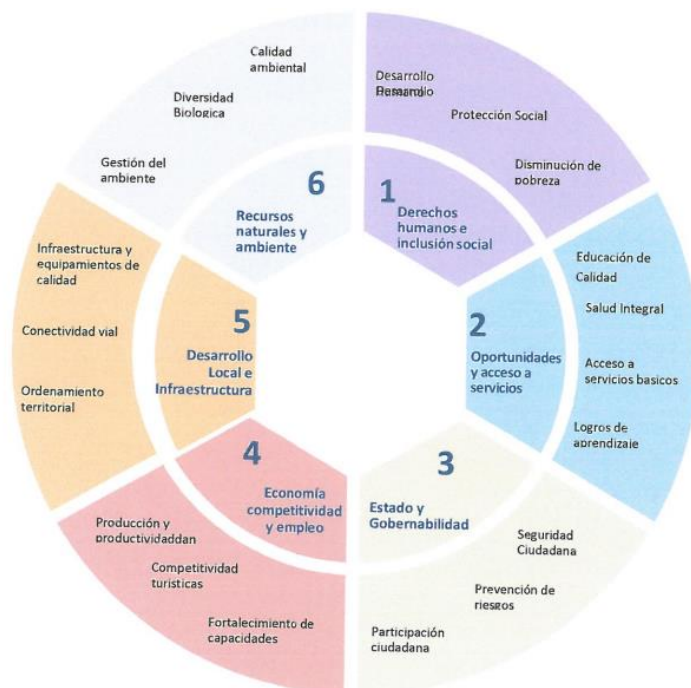 1
Derechos
humanos e
inclusión social
Desarrollo
Protección Social
Disminución de
pobreza
2
Oportunidades
y acceso a
servicios
Educación de
Calidad
Salud Integral
Acceso a
servicios basicos
Logros de
aprendizaje
3
Estado y
Gobernabilidad
Seguridad
Ciudadana
Prevención de
riesgos
Participación
ciudadana
4
Economía
competitividad
y empleo
Producción y
productividaddan
Competitividad
turísticas
Fortalecimiento de
capacidades
5
Desarrollo
Local e
Infraestructura
Infraestructura y
equipamientos de
calidad
Conectividad vial
Ordenamiento
territorial
6
Recursos
naturales y
ambiente
Calidad
ambiental
Diversidad
Biologica
Gestión del
ambiente